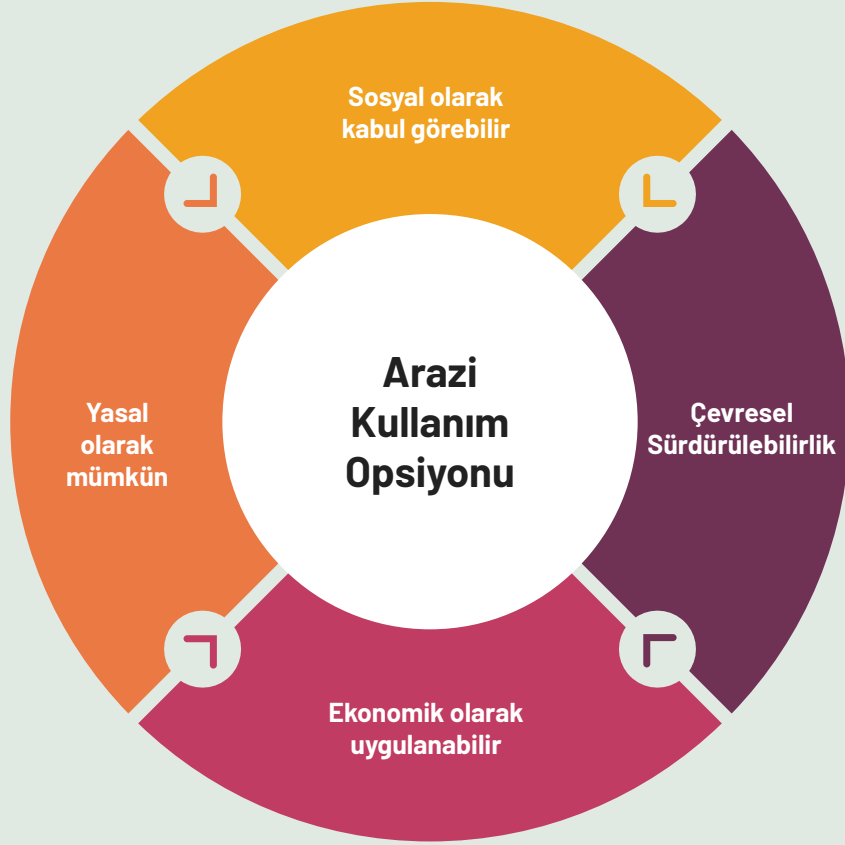 Sosyal olarak
kabul görebilir
Yasal
olarak
mümkün
Arazi
Kullanım
Opsiyonu
Çevresel
Sürdürülebilirlik
Ekonomik olarak
uygulanabilir